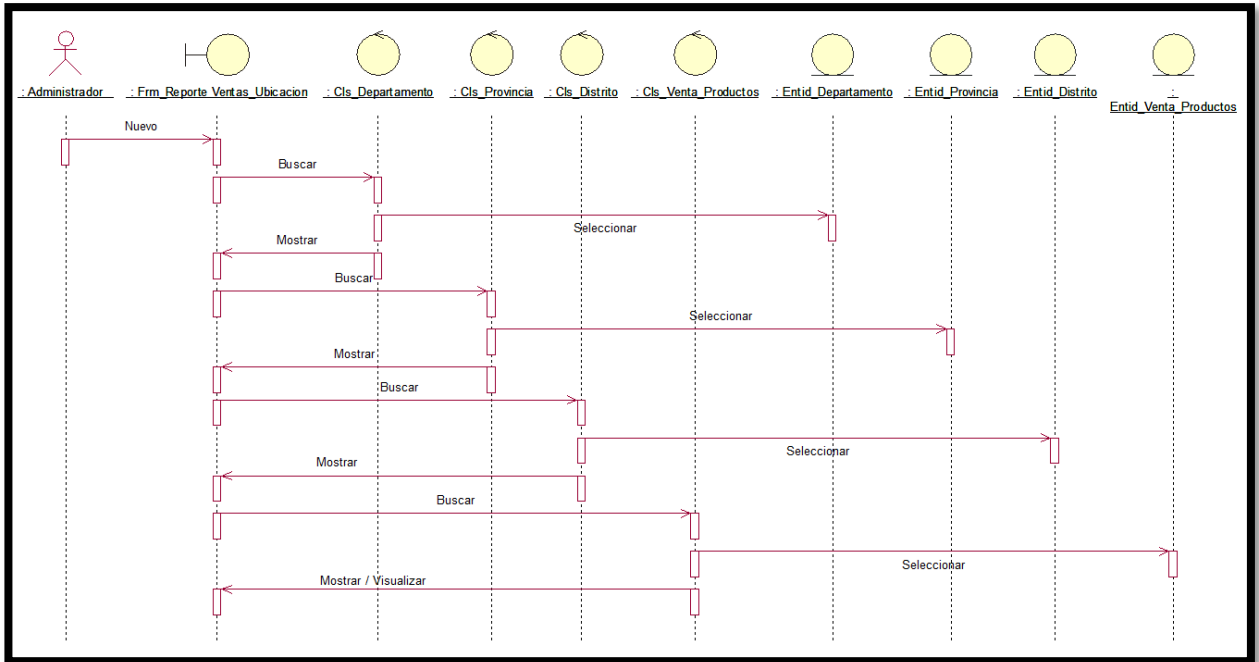 : Administrador
: Frm_Reporte Ventas_Ubicacion
: Cls_Departamento
: Cls_Provincia
: Cls_Distrito
: Cls_Venta_Productos
: Entid_Departamento
: Entid_Provincia
: Entid_Distrito
:
Entid_Venta_Productos
Nuevo
Buscar
Seleccionar
Mostrar
Buscar
Seleccionar
Mostrar
Buscar
Seleccionar
Mostrar
Buscar
Seleccionar
Mostrar / Visualizar